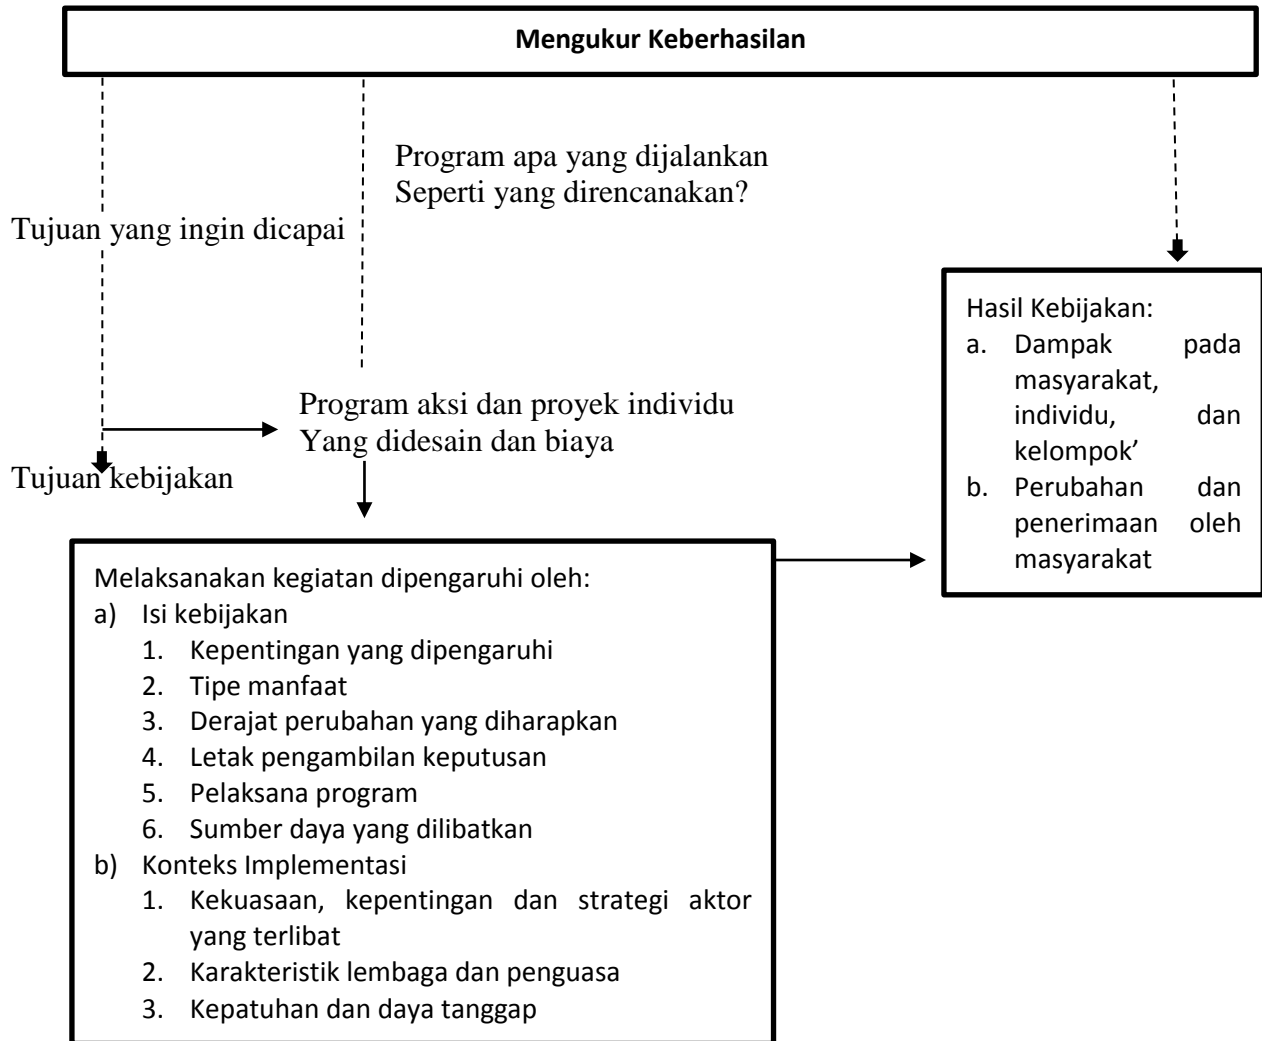 Mengukur Keberhasilan
Program apa yang dijalankan
Seperti yang direncanakan?
Tujuan yang ingin dicapai
Program aksi dan proyek individu
Yang didesain dan biaya
Tujuan kebijakan
Hasil Kebijakan:
a. Dampak pada
masyarakat,
individu, dan
kelompok’
b. Perubahan dan
penerimaan oleh
masyarakat
Melaksanakan kegiatan dipengaruhi oleh:
a) Isi kebijakan
1. Kepentingan yang dipengaruhi
2. Tipe manfaat
3. Derajat perubahan yang diharapkan
4. Letak pengambilan keputusan
5. Pelaksana program
6. Sumber daya yang dilibatkan
b) Konteks Implementasi
1. Kekuasaan, kepentingan dan strategi aktor
yang terlibat
2. Karakteristik lembaga dan penguasa
3. Kepatuhan dan daya tanggap